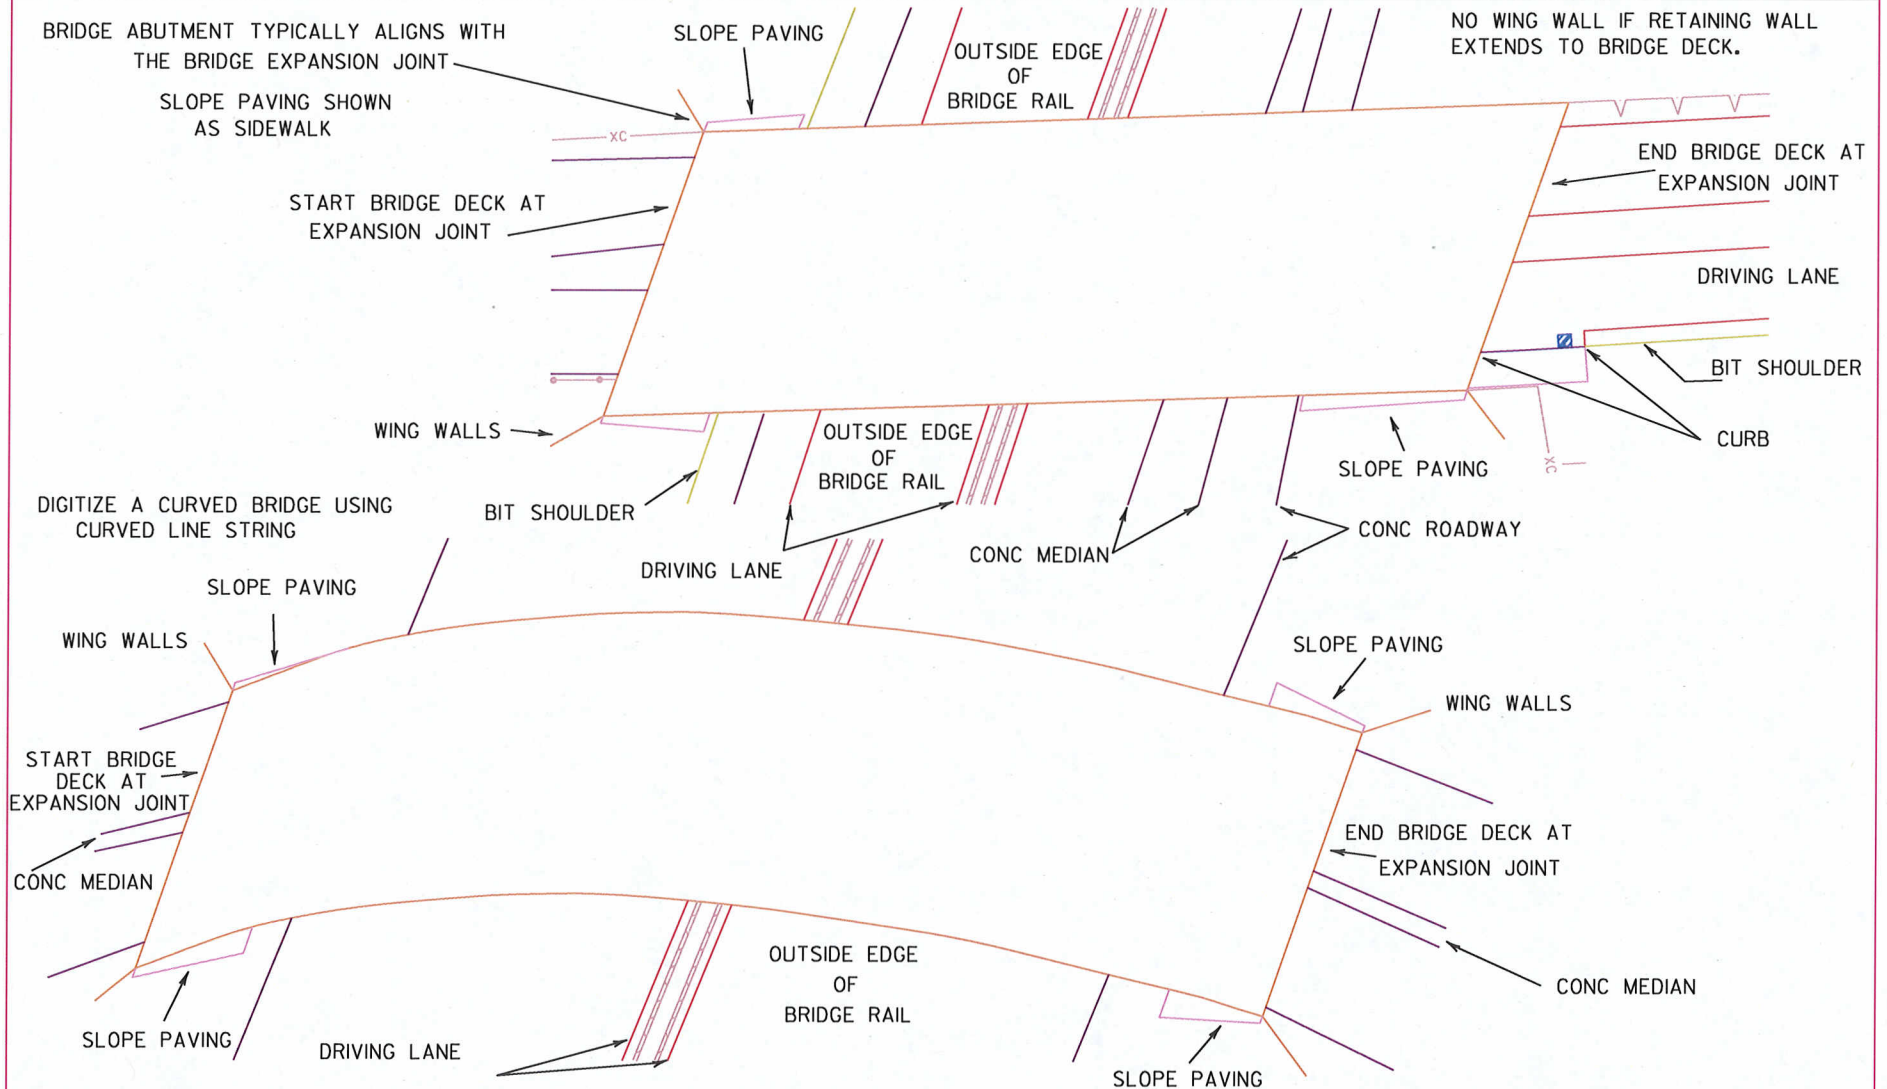 BRIDGE ABUTMENT TYPICALLY ALIGNS WITH
THE BRIDGE EXPANSION JOINT
SLOPE PAVING SHOWN
AS SIDEWALK
SLOPE PAVING
OUTSIDE EDGE
OF
BRIDGE RAIL
NO WING WALL IF RETAINING WALL
EXTENDS TO BRIDGE DECK.
XC
START BRIDGE DECK AT
EXPANSION JOINT
END BRIDGE DECK AT
EXPANSION JOINT
DRIVING LANE
BIT SHOULDER
CURB
WING WALLS
OUTSIDE EDGE
OF
BRIDGE RAIL
SLOPE PAVING
XC
BIT SHOULDER
DRIVING LANE
CONC MEDIAN
CONC ROADWAY
DIGITIZE A CURVED BRIDGE USING
CURVED LINE STRING
SLOPE PAVING
WING WALLS
SLOPE PAVING
WING WALLS
START BRIDGE
DECK AT
EXPANSION JOINT
CONC MEDIAN
END BRIDGE DECK AT
EXPANSION JOINT
CONC MEDIAN
OUTSIDE EDGE
OF
BRIDGE RAIL
SLOPE PAVING
DRIVING LANE
SLOPE PAVING